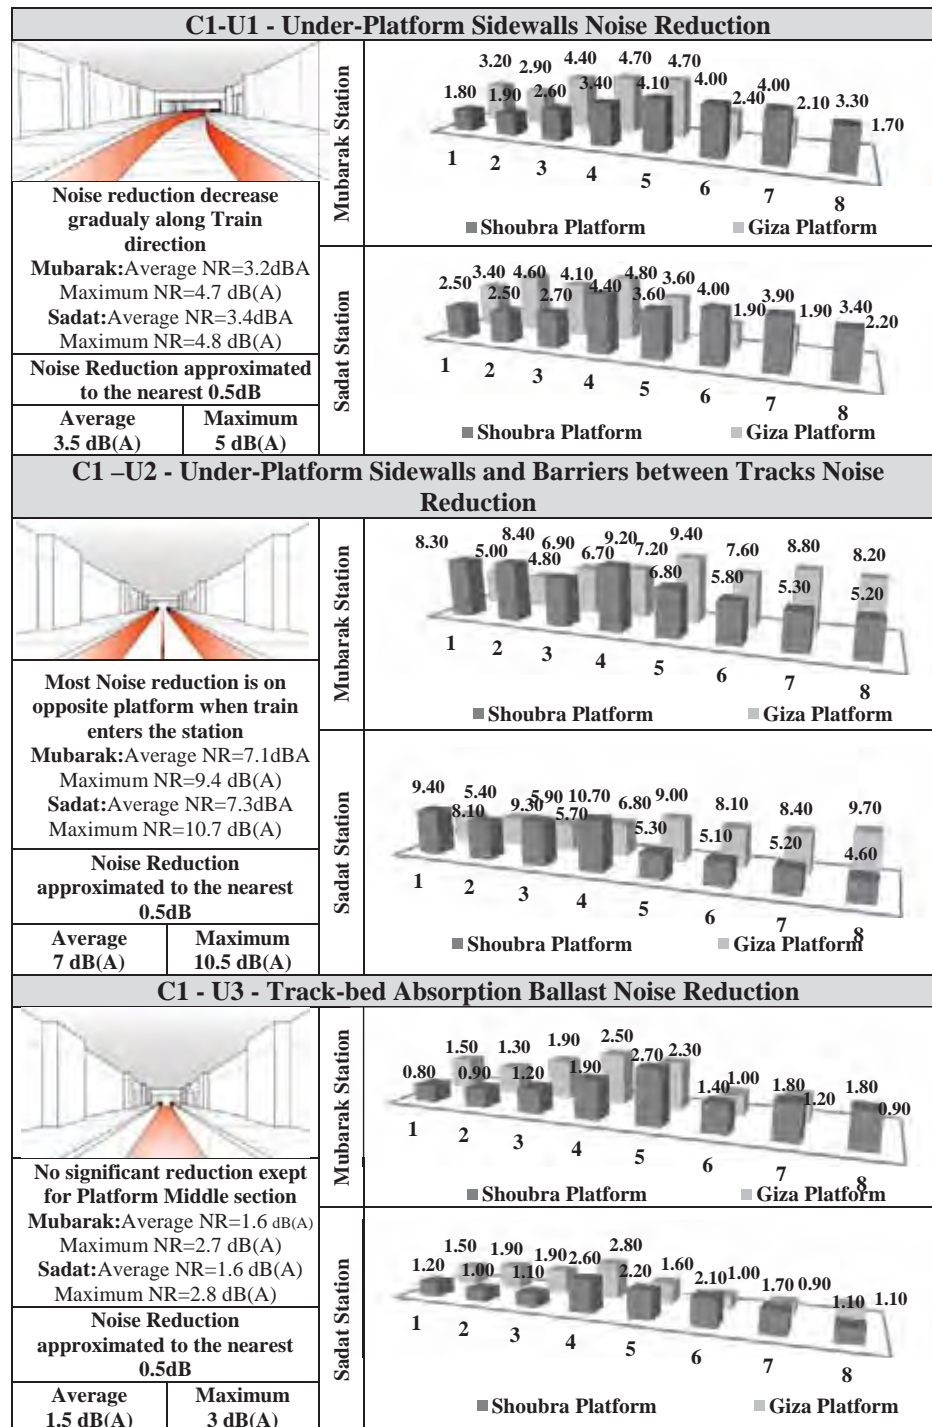 C1-U1 - Under-Platform Sidewalls Noise Reduction
Noise reduction decrease
gradualy along Train
direction
Mubarak:Average NR=3.2dBA
Maximum NR=4.7 dB(A)
Sadat:Average NR=3.4dBA
Maximum NR=4.8 dB(A)
Noise Reduction approximated
to the nearest 0.5dB
Average Maximum
3.5 dB(A) 5 dB(A)
Mubarak Station
3.20 2.90 4.40 4.70 4.70
1.80 1.90 2.60 3.40 4.10 4.00 2.40 4.00 2.10 3.30 1.70
1 2 3 4 5 6 7 8
Shoubra Platform Giza Platform
Sadat Station
3.40 4.60 4.10 4.80 3.60
2.50 2.50 2.70 4.40 3.60 4.00 1.90 3.90 1.90 3.40 2.20
1 2 3 4 5 6 7 8
Shoubra Platform Giza Platform
C1 –U2 - Under-Platform Sidewalls and Barriers between Tracks Noise
Reduction
Most Noise reduction is on
opposite platform when train
enters the station
Mubarak:Average NR=7.1dBA
Maximum NR=9.4 dB(A)
Sadat:Average NR=7.3dBA
Maximum NR=10.7 dB(A)
Noise Reduction
approximated to the nearest
0.5dB
Average Maximum
7 dB(A) 10.5 dB(A)
Mubarak Station
8.30 5.00 8.40 4.80 6.90 6.70 9.20 7.20 6.80 9.40 5.80 7.60 5.30 8.80 5.20 8.20
1 2 3 4 5 6 7 8
Shoubra Platform Giza Platform
Sadat Station
9.40 5.40 8.10 9.30 5.90 5.70 10.70 6.80 5.30 9.00 5.10 8.10 5.20 8.40 4.60 9.70
1 2 3 4 5 6 7 8
Shoubra Platform Giza Platform
C1 - U3 - Track-bed Absorption Ballast Noise Reduction
No significant reduction exept
for Platform Middle section
Mubarak:Average NR=1.6 dB(A)
Maximum NR=2.7 dB(A)
Sadat:Average NR=1.6 dB(A)
Maximum NR=2.8 dB(A)
Noise Reduction
approximated to the nearest
0.5dB
Average Maximum
1.5 dB(A) 3 dB(A)
Mubarak Station
0.80 1.50 0.90 1.30 1.20 1.90 1.90 2.50 2.70 2.30 1.40 1.00 1.80 1.20 1.80 0.90
1 2 3 4 5 6 7 8
Shoubra Platform Giza Platform
Sadat Station
1.20 1.50 1.00 1.90 1.10 1.90 2.60 2.80 2.20 1.60 2.10 1.00 1.70 0.90 1.10 1.10
1 2 3 4 5 6 7 8
Shoubra Platform Giza Platform